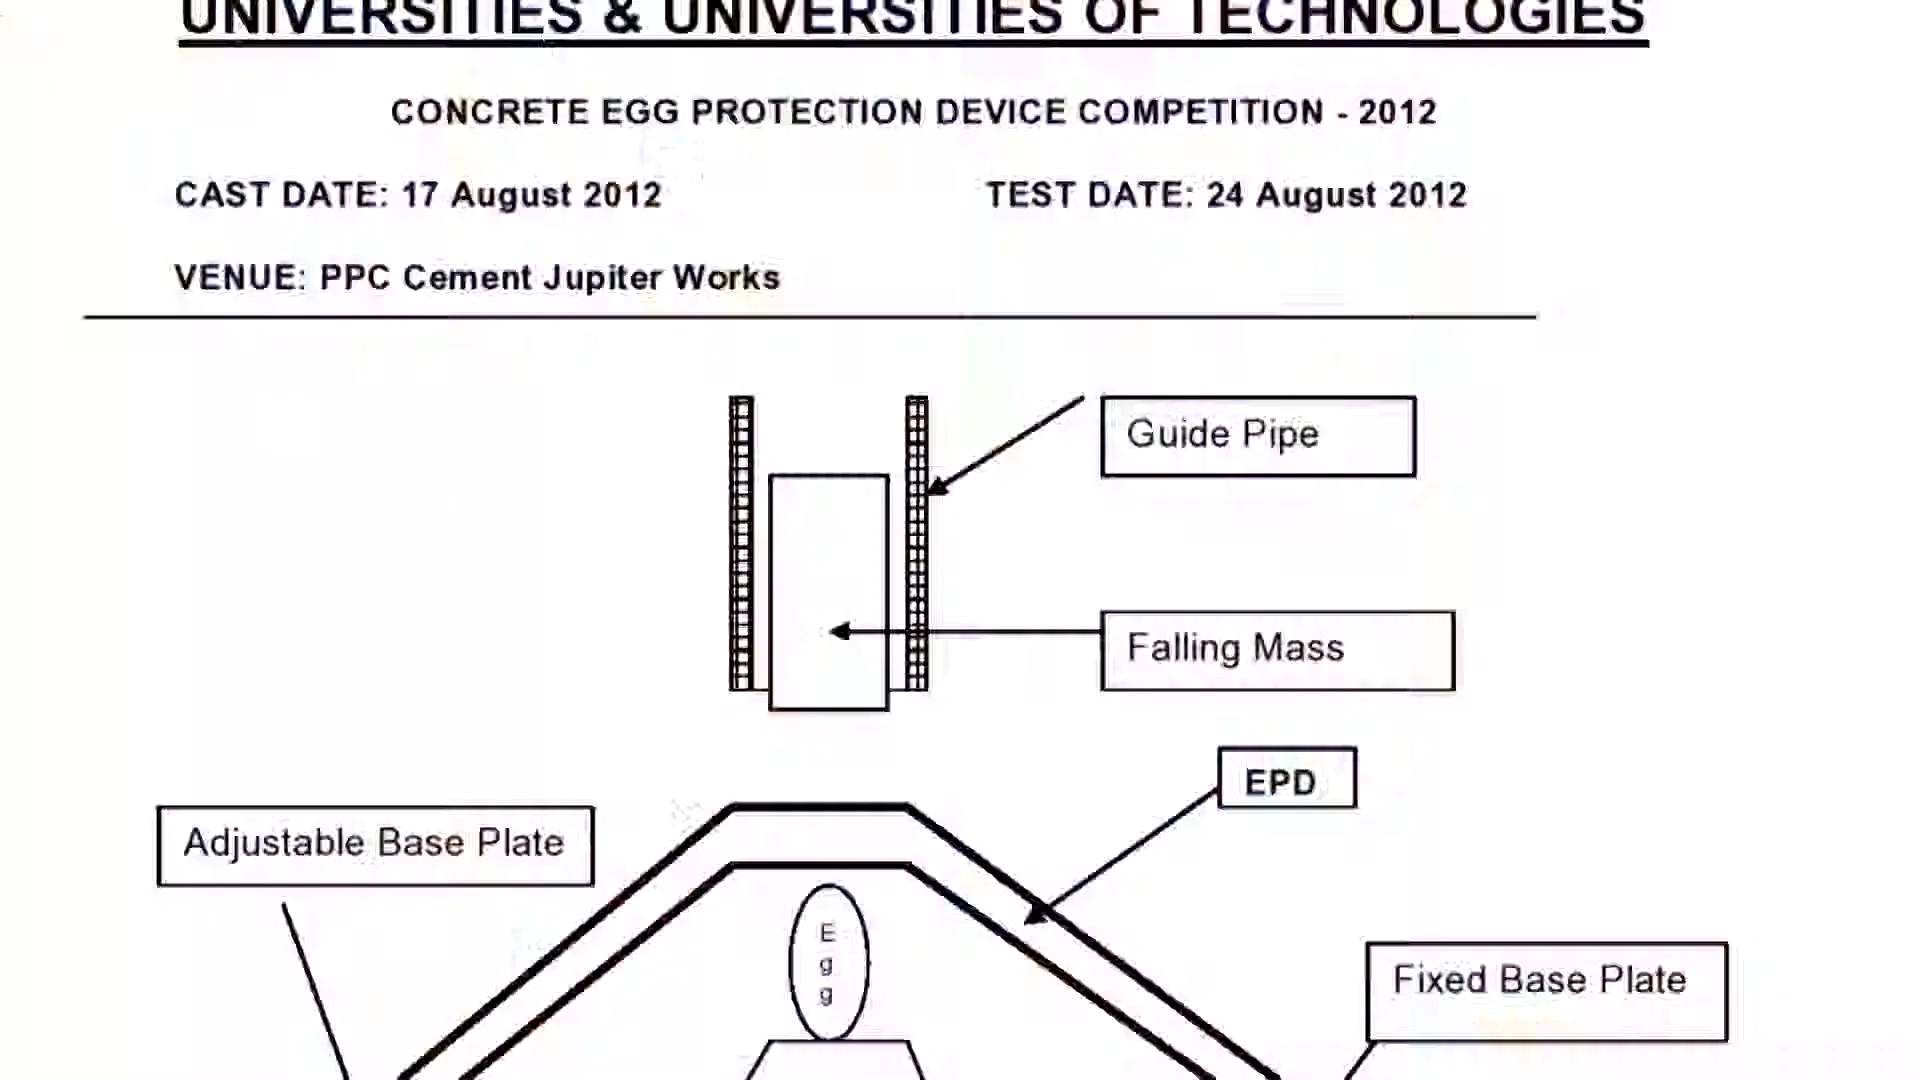 UNIVERSITIES & UNIVERSITIES OF TECHNOLOGIES
CONCRETE EGG PROTECTION DEVICE COMPETITION - 2012
CAST DATE: 17 August 2012 TEST DATE: 24 August 2012
VENUE: PPC Cement Jupiter Works
Guide Pipe
Falling Mass
EPD
Adjustable Base Plate
Egg
Fixed Base Plate